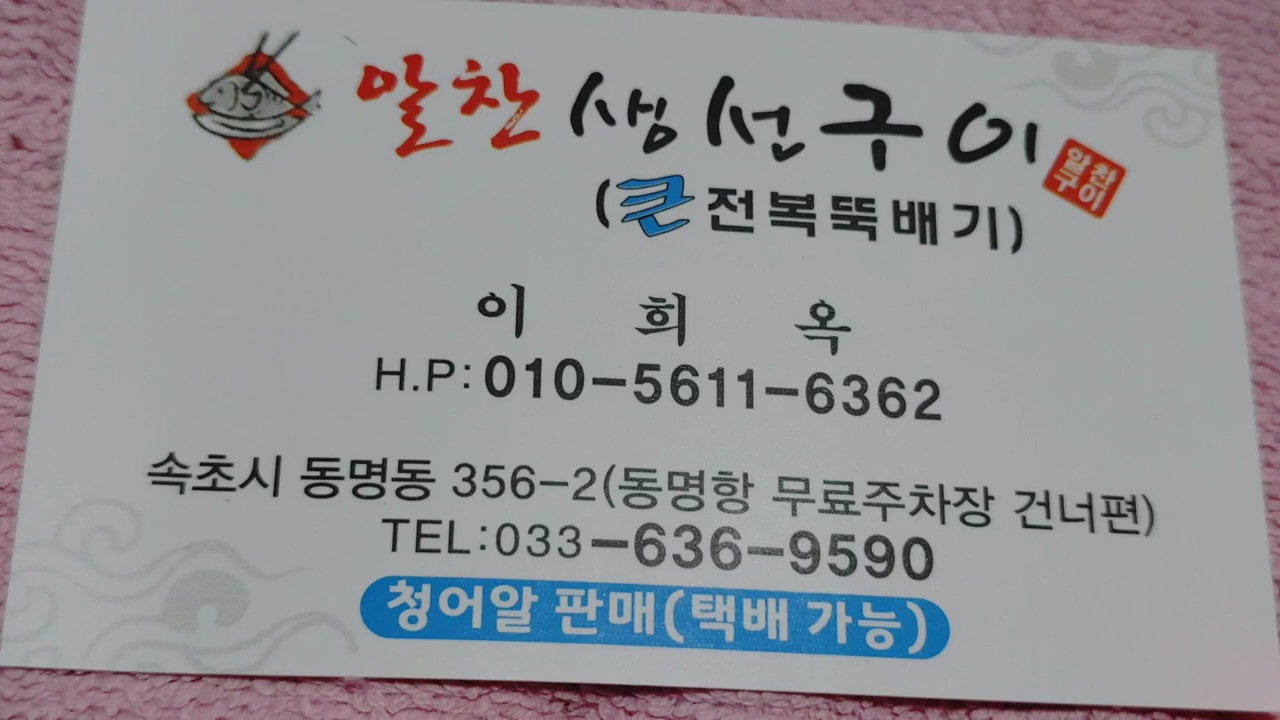 알찬 생선구이
알찬
구이
(큰전복뚝배기)
이 희 옥
H.P:010-5611-6362
속초시 동명동 356-2(동명항 무료주차장 건너편)
TEL:033-636-9590
청어알 판매(택배 가능)